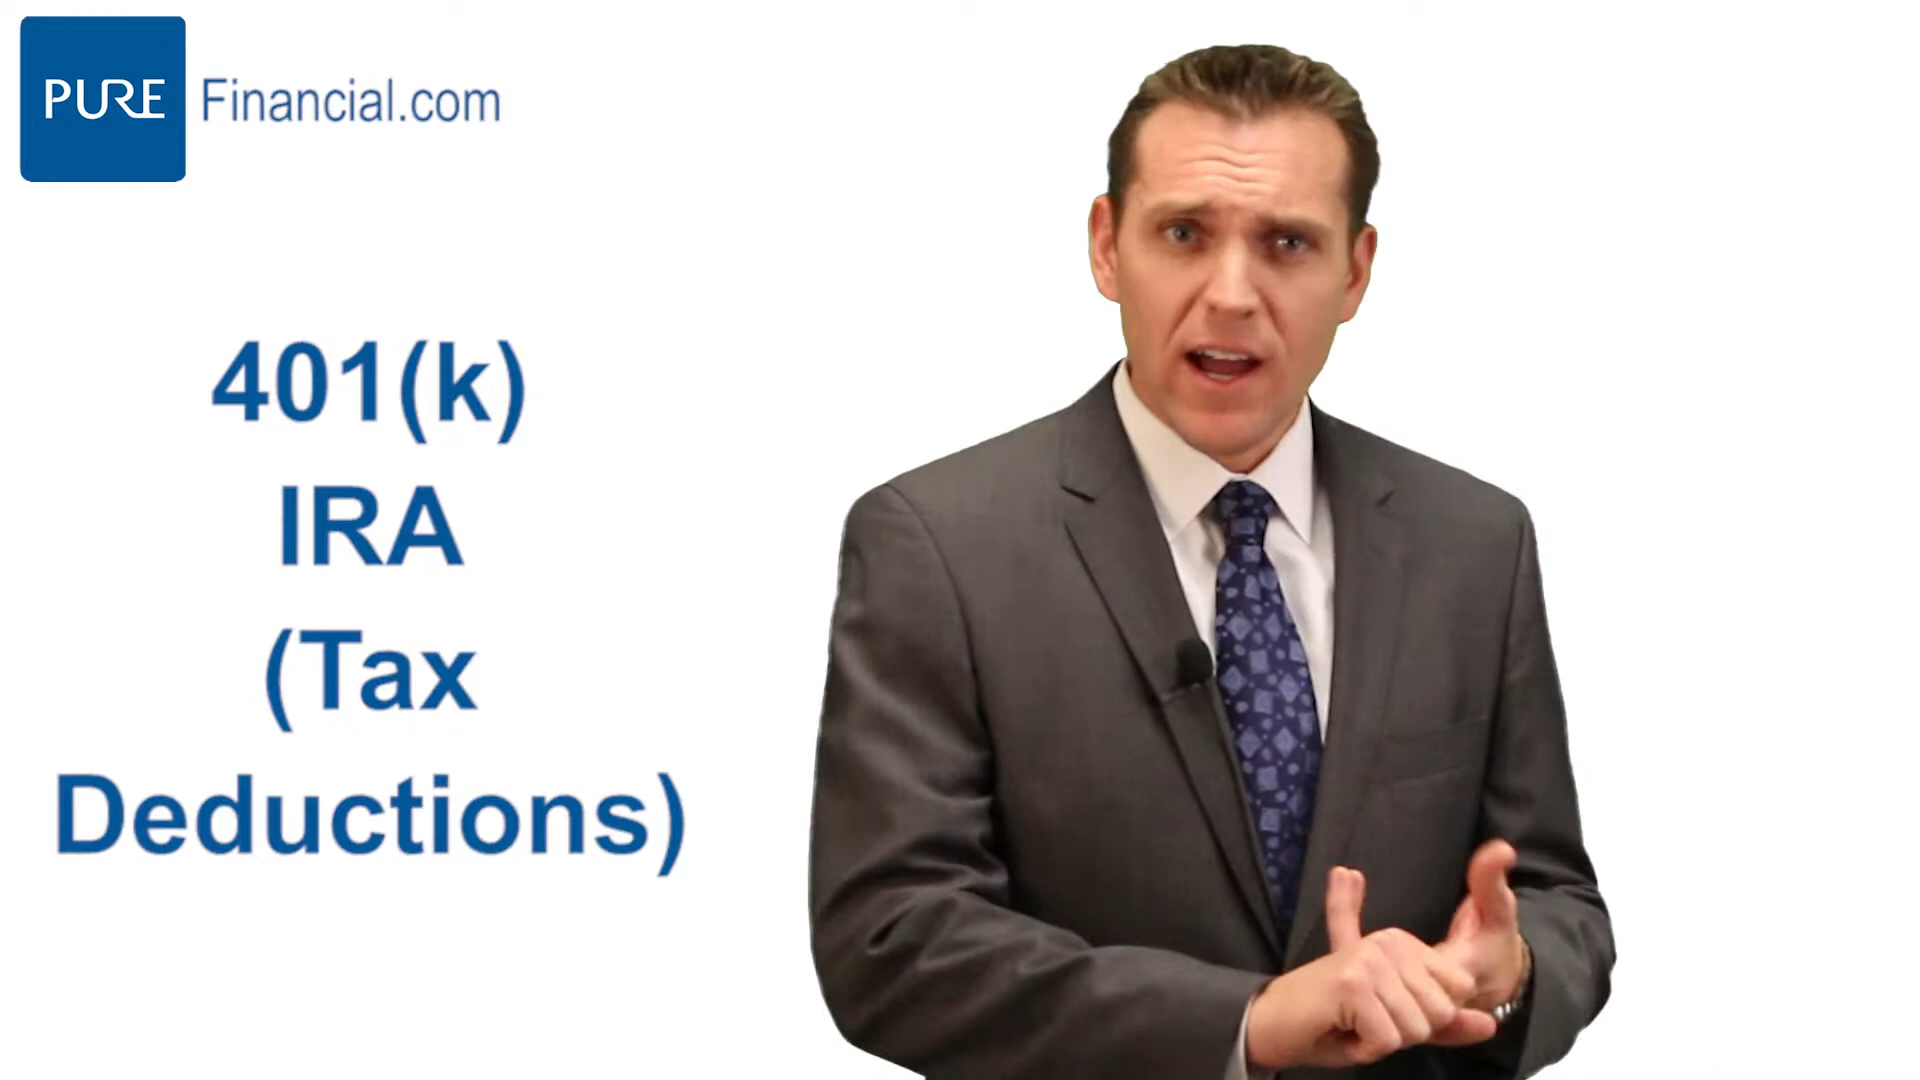 PURE Financial.com
401(k)
IRA
(Tax
Deductions)